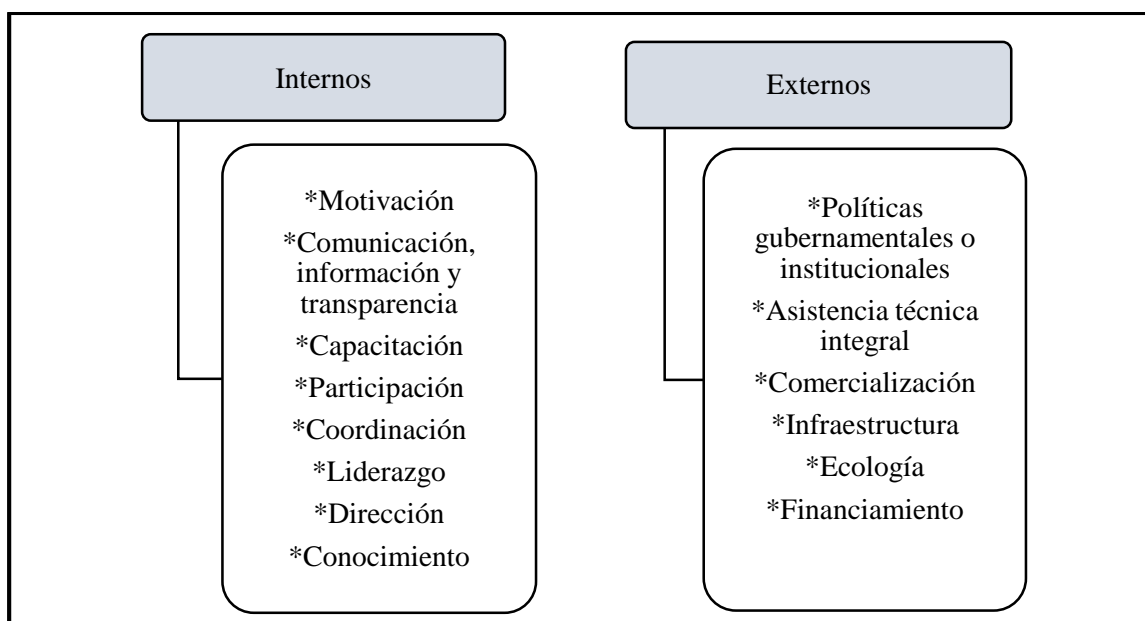 Internos
*Motivación
*Comunicación,
información y
transparencia
*Capacitación
*Participación
*Coordinación
*Liderazgo
*Dirección
*Conocimiento
Externos
*Políticas
gubernamentales o
institucionales
*Asistencia técnica
integral
*Comercialización
*Infraestructura
*Ecología
*Financiamiento